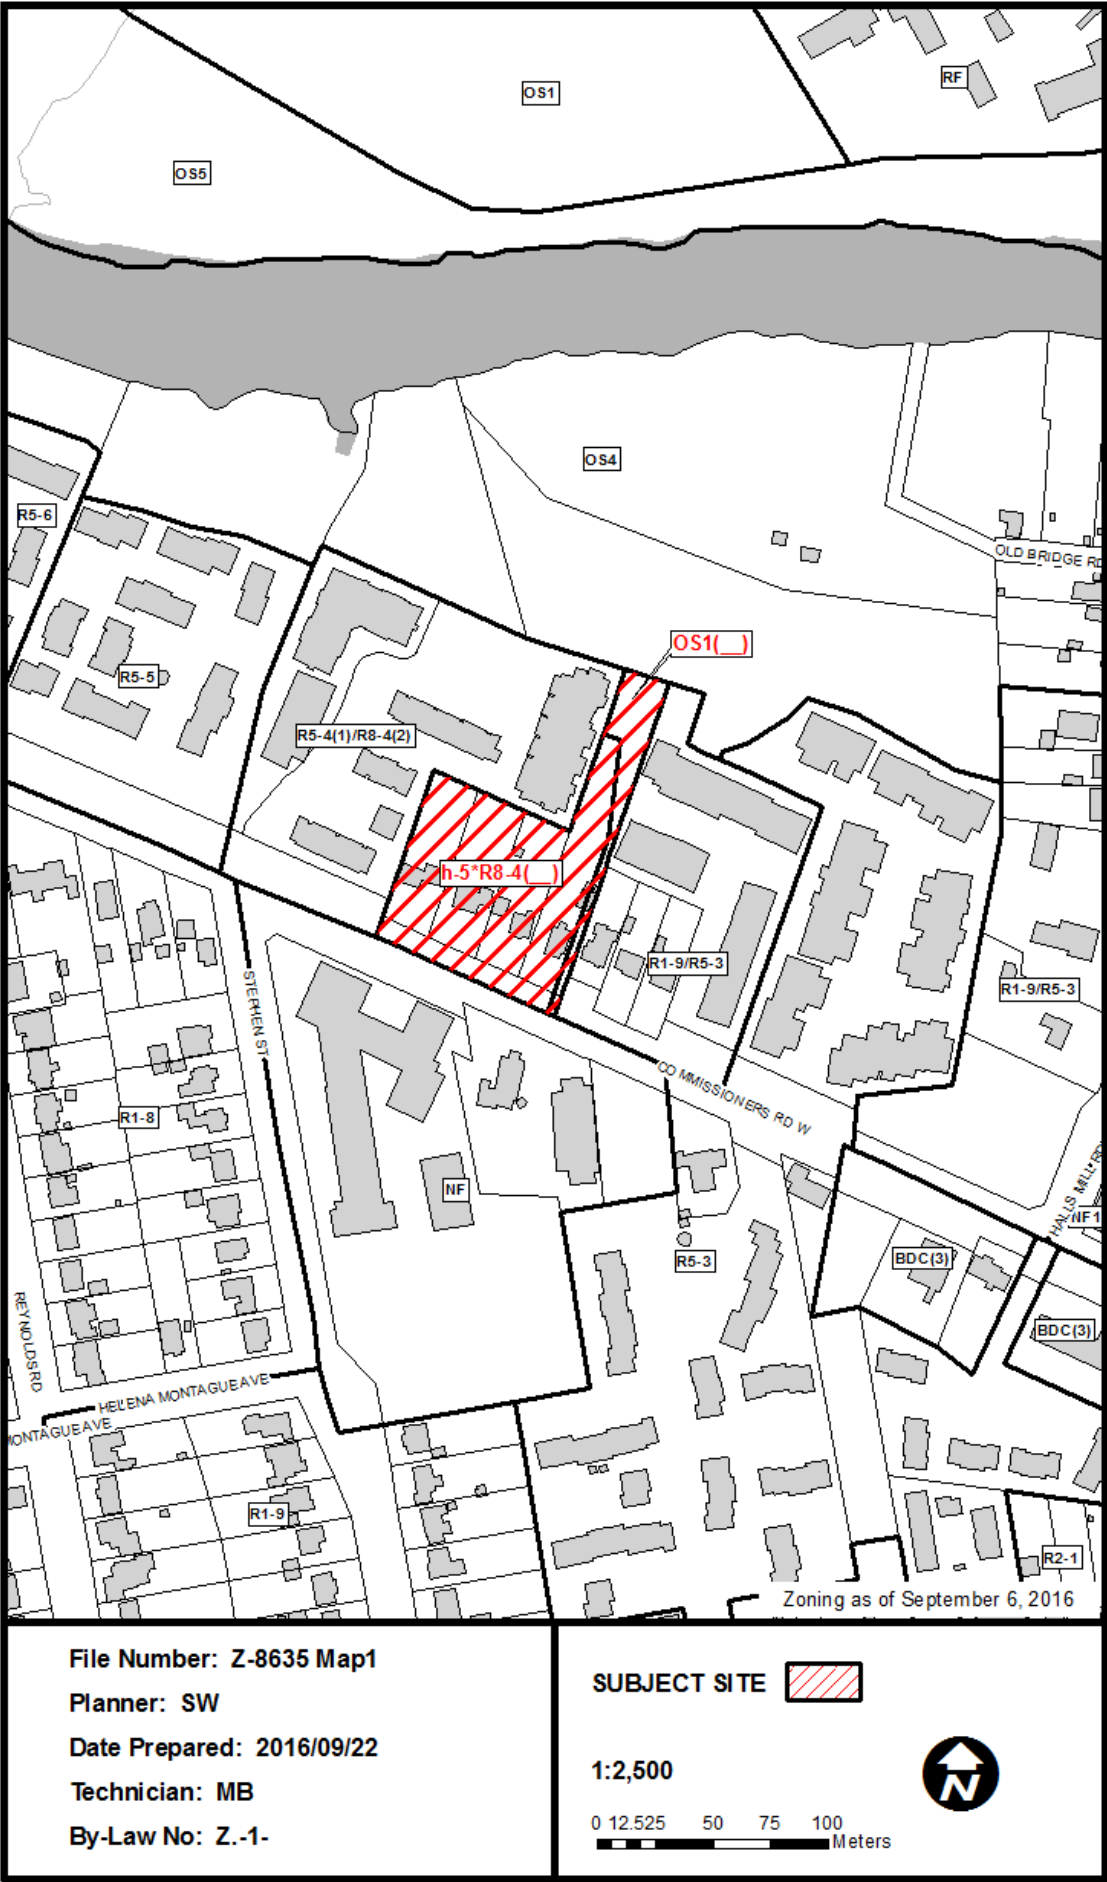 OS1
RF
OS5
OS4
R5-6
OLD BRIDGE RD
OS1(__)
R5-5
R5-4(1)/R8-4(2)
h-5*R8-4(__)
R1-9/R5-3
R1-9/R5-3
STEPHEN ST
COMMISSIONERS RD W
R1-8
NF
HALLS MILL RD
NF1
R5-3
BDC(3)
BDC(3)
REYNOLDS RD
HELENA MONTAGUE AVE
MONTAGUE AVE
R1-9
R2-1
Zoning as of September 6, 2016
File Number: Z-8635 Map1
Planner: SW
Date Prepared: 2016/09/22
Technician: MB
By-Law No: Z.-1-
SUBJECT SITE
1:2,500
N
0 12.525 50 75 100
Meters